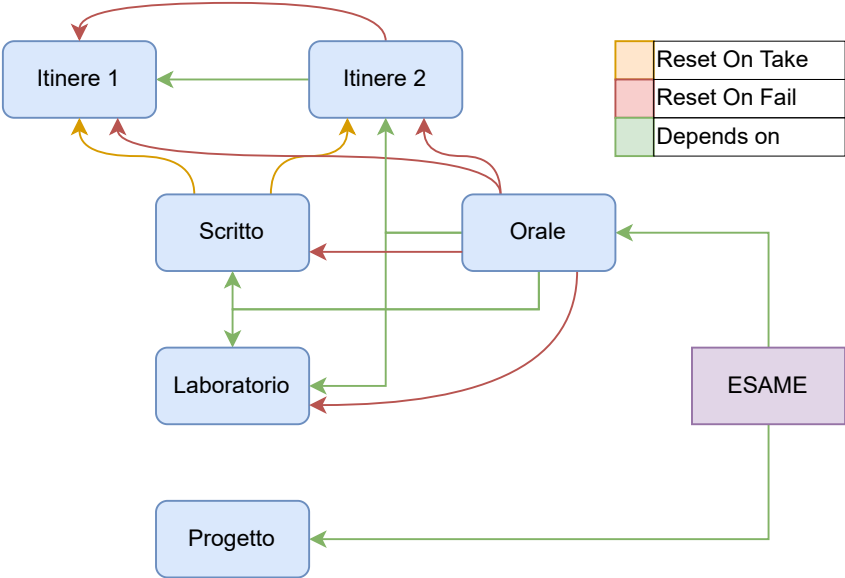 Itinere 1
Itinere 2
Reset On Take
Reset On Fail
Depends on
Scritto
Orale
Laboratorio
ESAME
Progetto